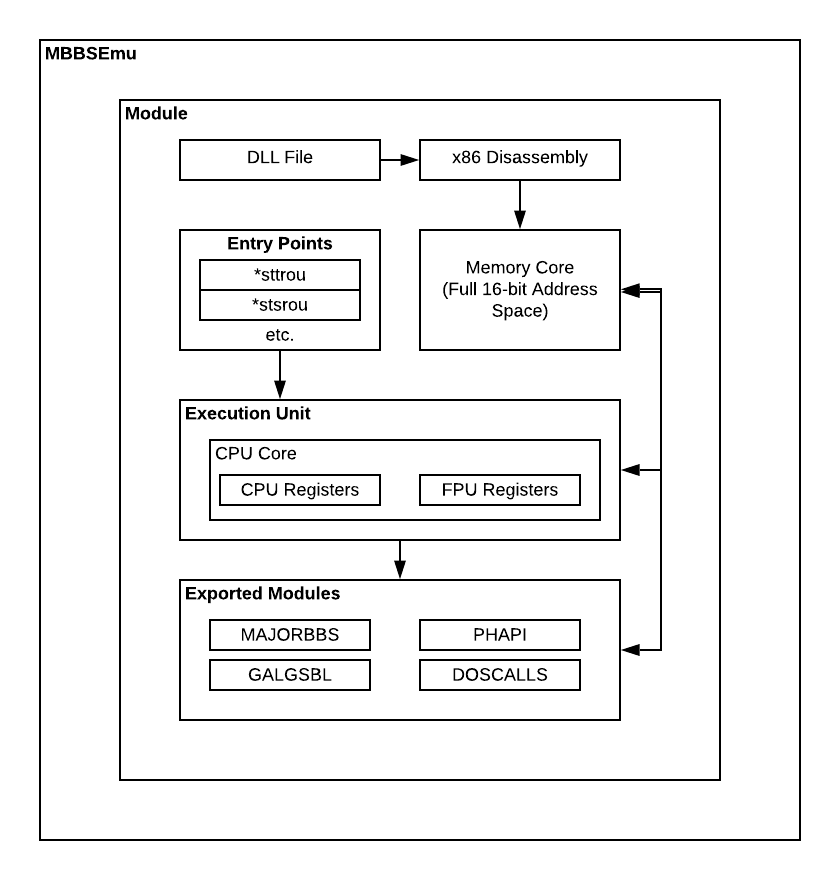 MBBSEmu
Module
DLL File
x86 Disassembly
Entry Points
*sttrou
*stsrou
etc.
Memory Core
(Full 16-bit Address
Space)
Execution Unit
CPU Core
CPU Registers
FPU Registers
Exported Modules
MAJORBBS
PHAPI
GALGSBL
DOSCALLS